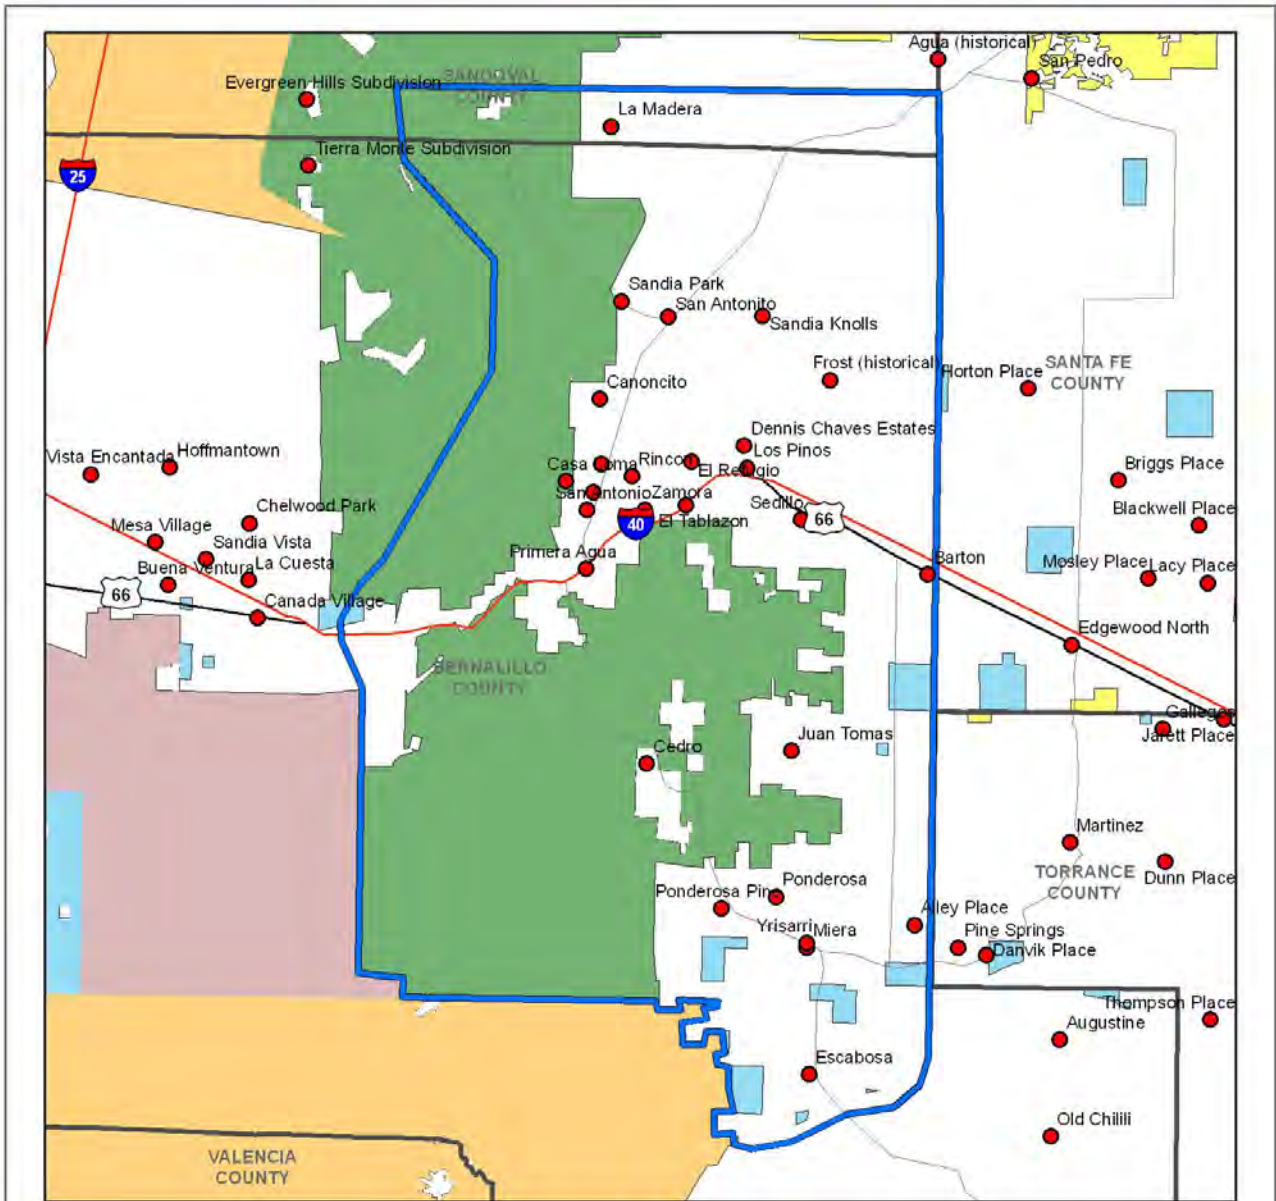 Agua (historical)
San Pedro
SANDOVAL
COUNTY
Evergreen Hills Subdivision
La Madera
Tierra Monte Subdivision
25
Sandia Park
San Antonito
Sandia Knolls
Frost (historical)
Horton Place
SANTA FE
COUNTY
Canoncito
Dennis Chaves Estates
Los Pinos
Vista Encantada
Hoffmantown
Casa Loma
Rincon
El Refugio
Briggs Place
San Antonio
Zamora
Sedillo
66
Chelwood Park
Blackwell Place
40
El Tablazon
Mesa Village
Sandia Vista
Primera Agua
Barton
Buena Ventura
La Cuesta
Mosley Place
Lacy Place
66
Canada Village
Edgewood North
BERNALILLO
COUNTY
Gallegos
Jarett Place
Juan Tomas
Cedro
Martinez
TORRANCE
COUNTY
Dunn Place
Ponderosa Pine
Ponderosa
Alley Place
Yrisarri
Miera
Pine Springs
Danvik Place
Thompson Place
Augustine
Escabosa
Old Chilili
VALENCIA
COUNTY